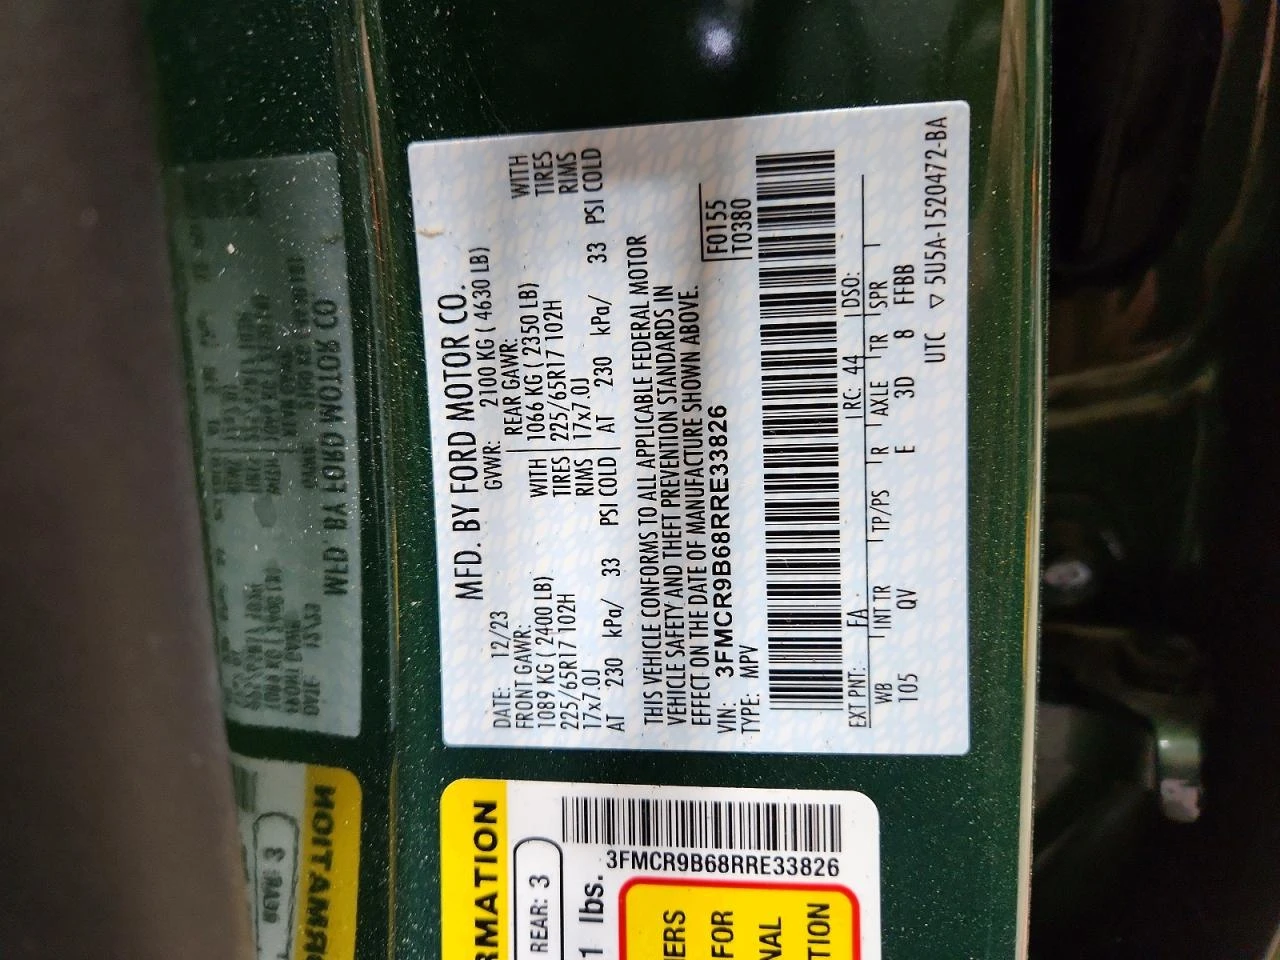 MFD. BY FORD MOTOR CO.
DATE: 12/23 GVWR: 2100 KG ( 4630 LB)
FRONT GAWR: REAR GAWR:
1089 KG ( 2400 LB) WITH 1066 KG ( 2350 LB) WITH
225/65R17 102H TIRES 225/65R17 102H TIRES
17x7.0J RIMS 17x7.0J RIMS
AT 230 kPa/ 33 PSI COLD AT 230 kPa/ 33 PSI COLD
THIS VEHICLE CONFORMS TO ALL APPLICABLE FEDERAL MOTOR
VEHICLE SAFETY AND THEFT PREVENTION STANDARDS IN
EFFECT ON THE DATE OF MANUFACTURE SHOWN ABOVE.
VIN: 3FMCR9B68RRE33826 F0155
TYPE: MPV T0380
EXT PNT: FA RC: 44 DSO:
WB INT TR TP/PS R AXLE TR SPR
105 QV E 3D 8 FFBB
UTC ▽ 5U5A-1520472-BA
RMATION
REAR: 3
1 lbs.
3FMCR9B68RRE33826
ERS
FOR
NAL
TION